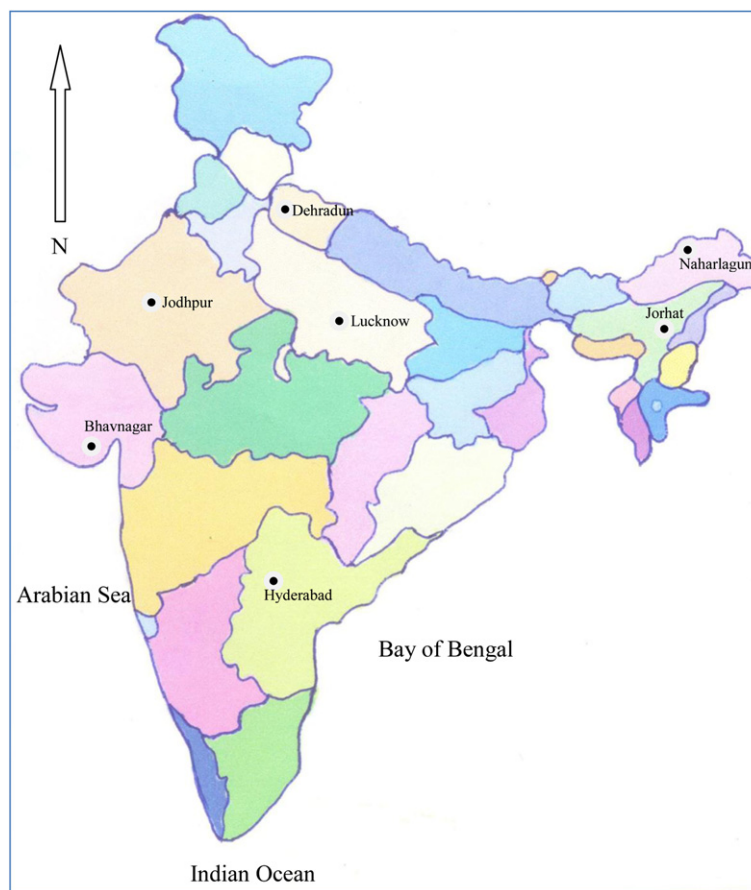 Dehradun
N
Naharlagun
Jodhpur
Lucknow
Jorhat
Bhavnagar
Arabian Sea
Hyderabad
Bay of Bengal
Indian Ocean